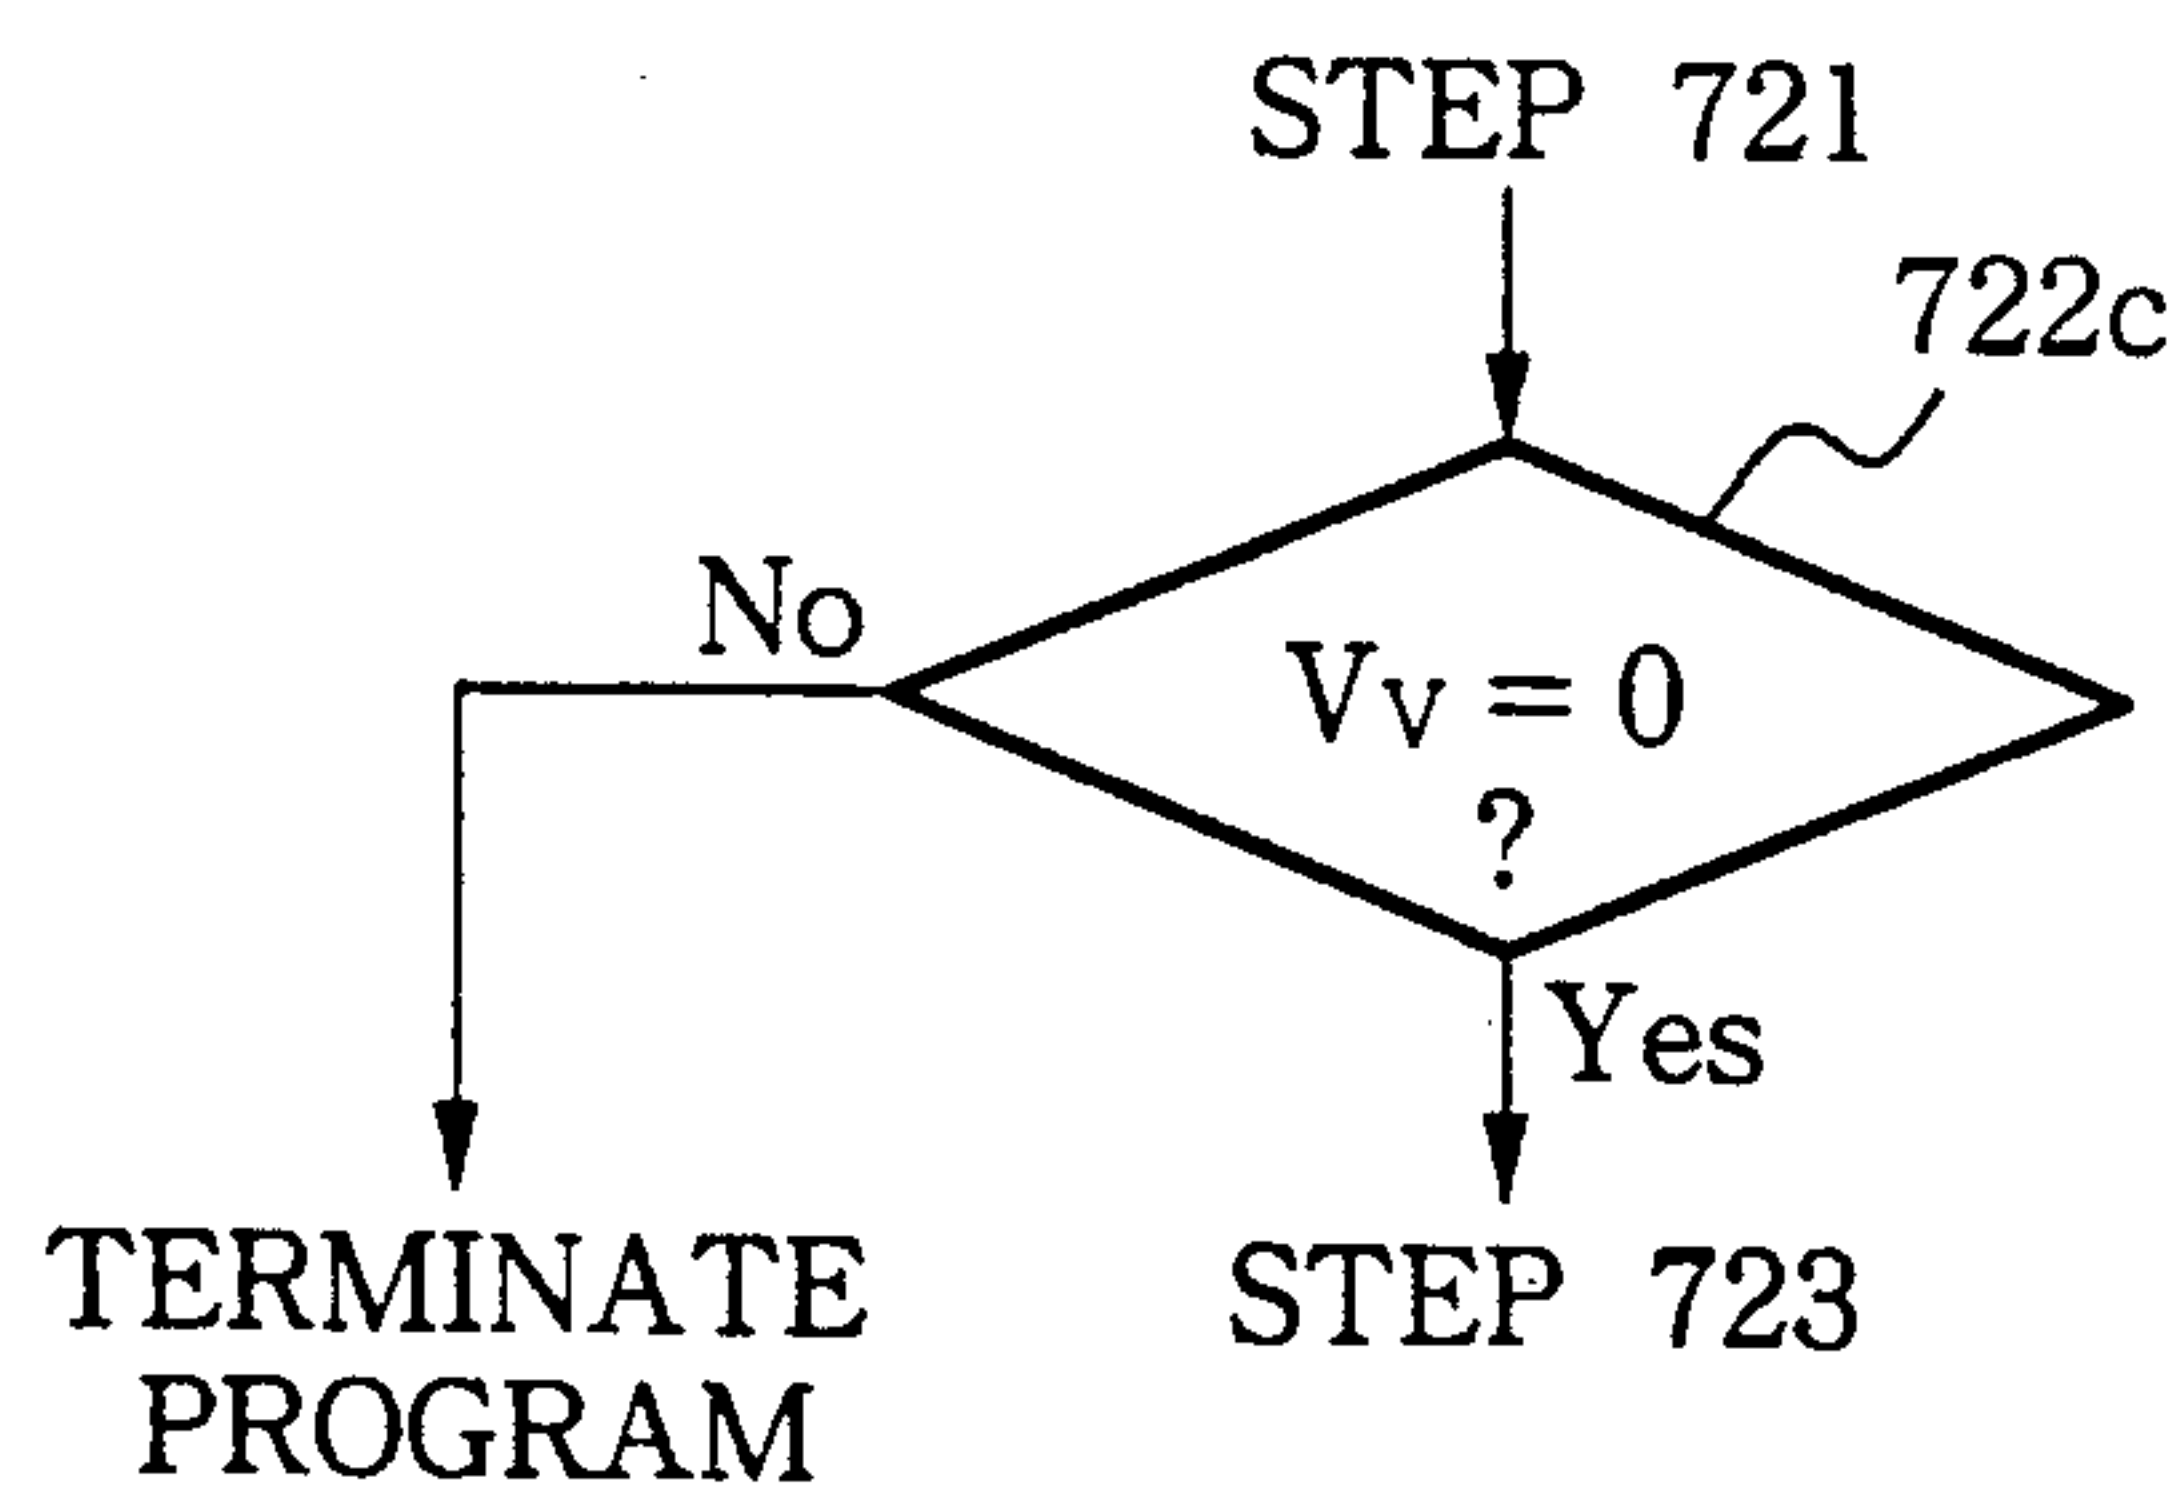 STEP 721
722c
No
Vv = 0
?
Yes
TERMINATE
PROGRAM
STEP 723